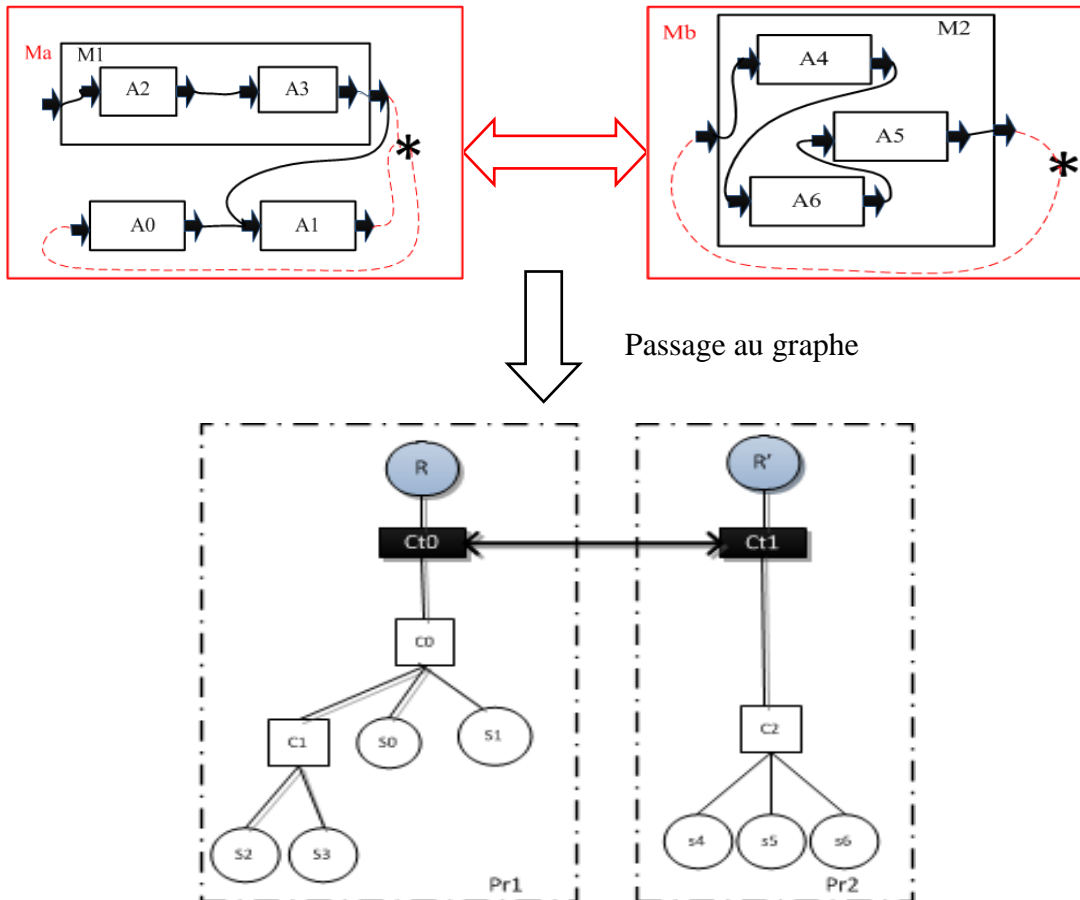 Ma
M1
A2
A3
*
A0
A1
Mb
M2
A4
A5
*
A6
Passage au graphe
R
R'
Ct0
Ct1
C0
C1
S0
S1
C2
S2
S3
s4
s5
s6
Pr1
Pr2